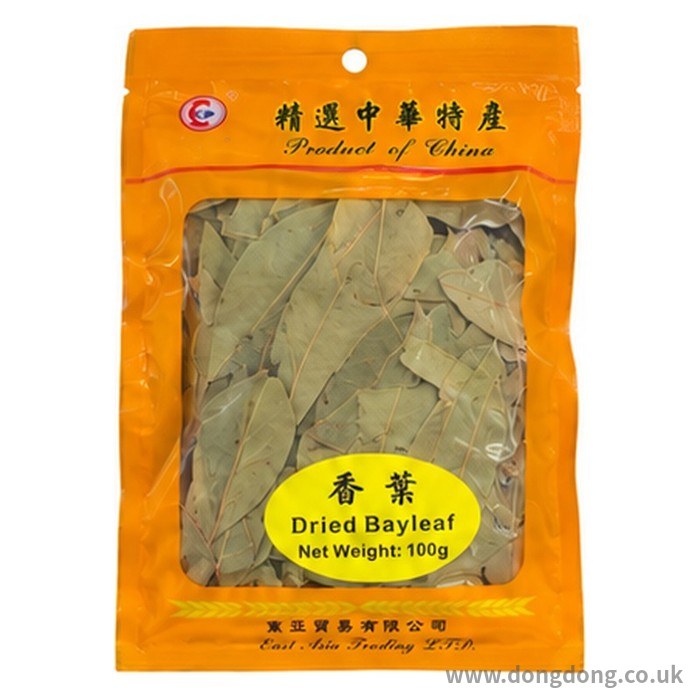 精選中華特產
Product of China
香葉
Dried Bayleaf
Net Weight: 100g
東亚貿易有限公司
East Asia Trading LTD.
www.dongdong.co.uk